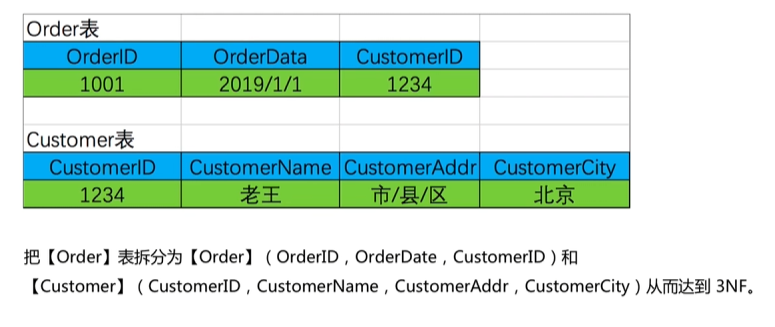 Order表
OrderID OrderData CustomerID
1001 2019/1/1 1234
Customer表
CustomerID CustomerName CustomerAddr CustomerCity
1234 老王 市/县/区 北京
把【Order】表拆分为【Order】（OrderID，OrderDate，CustomerID）和
【Customer】（CustomerID，CustomerName，CustomerAddr，CustomerCity）从而达到 3NF。